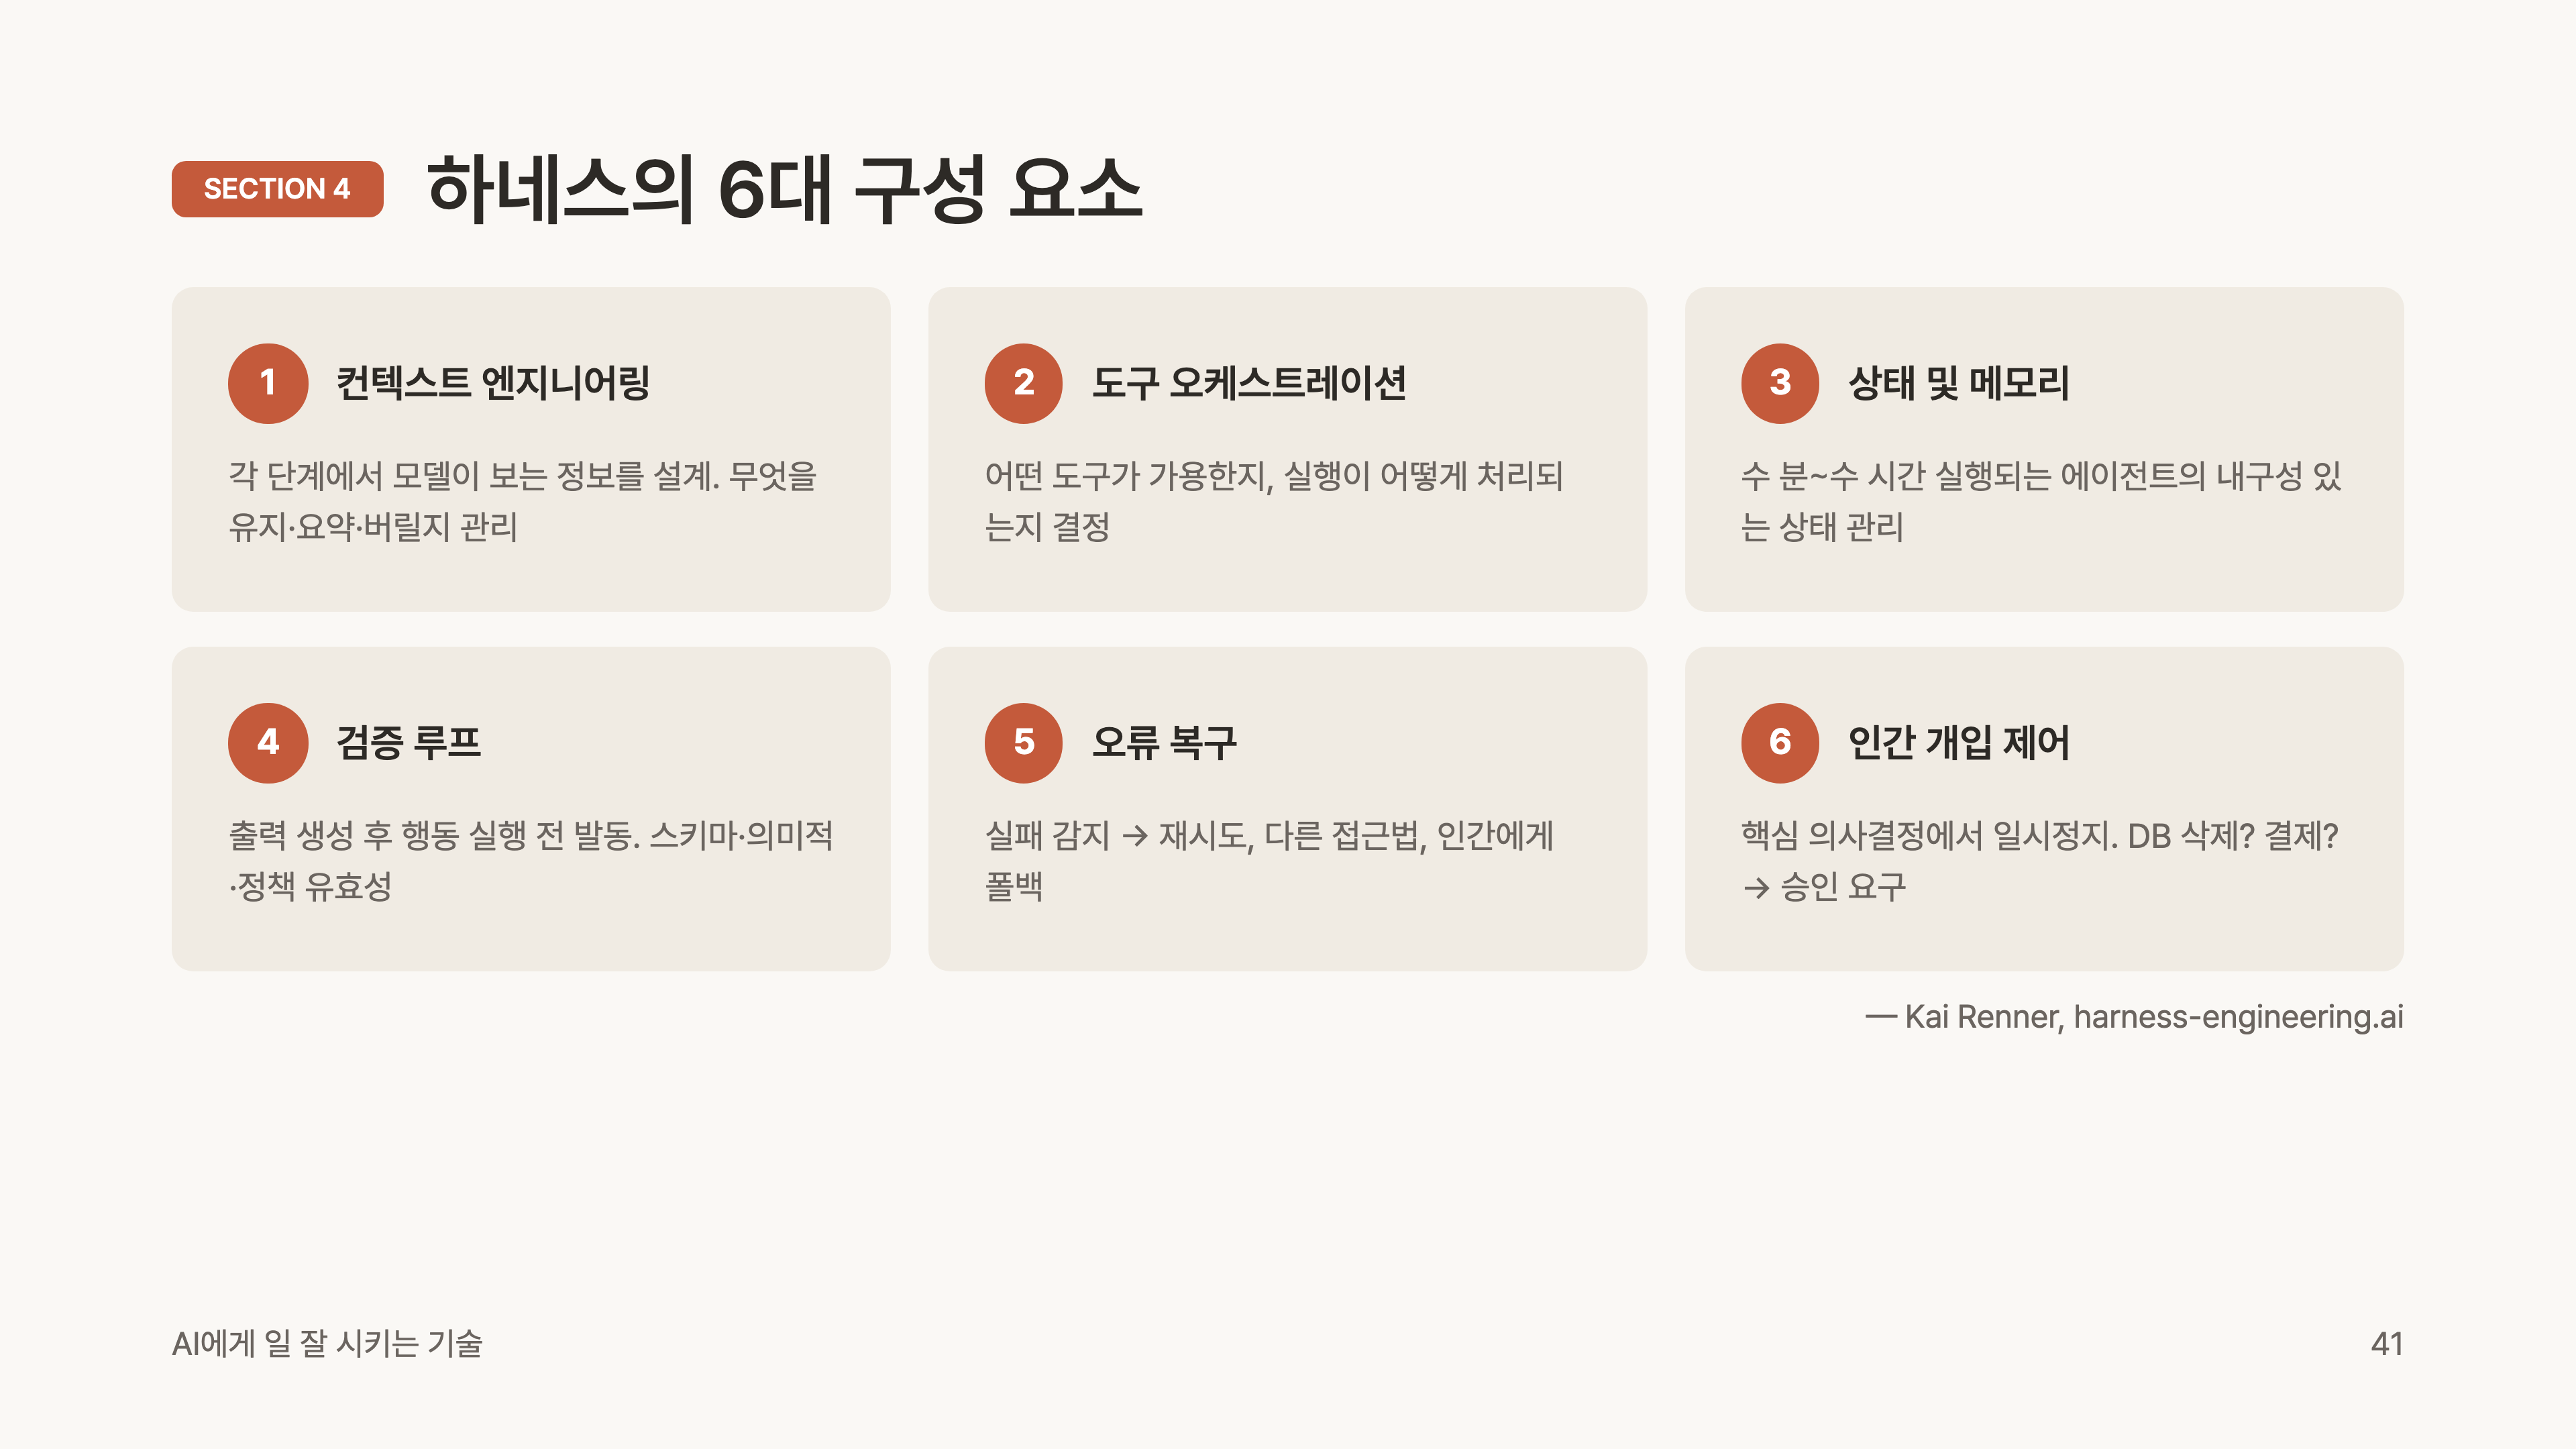 SECTION 4
하네스의 6대 구성 요소
1
컨텍스트 엔지니어링
각 단계에서 모델이 보는 정보를 설계. 무엇을
유지·요약·버릴지 관리
2
도구 오케스트레이션
어떤 도구가 가용한지, 실행이 어떻게 처리되
는지 결정
3
상태 및 메모리
수 분~수 시간 실행되는 에이전트의 내구성 있
는 상태 관리
4
검증 루프
출력 생성 후 행동 실행 전 발동. 스키마·의미적
·정책 유효성
5
오류 복구
실패 감지 → 재시도, 다른 접근법, 인간에게
폴백
6
인간 개입 제어
핵심 의사결정에서 일시정지. DB 삭제? 결제?
→ 승인 요구
— Kai Renner, harness-engineering.ai
AI에게 일 잘 시키는 기술
41